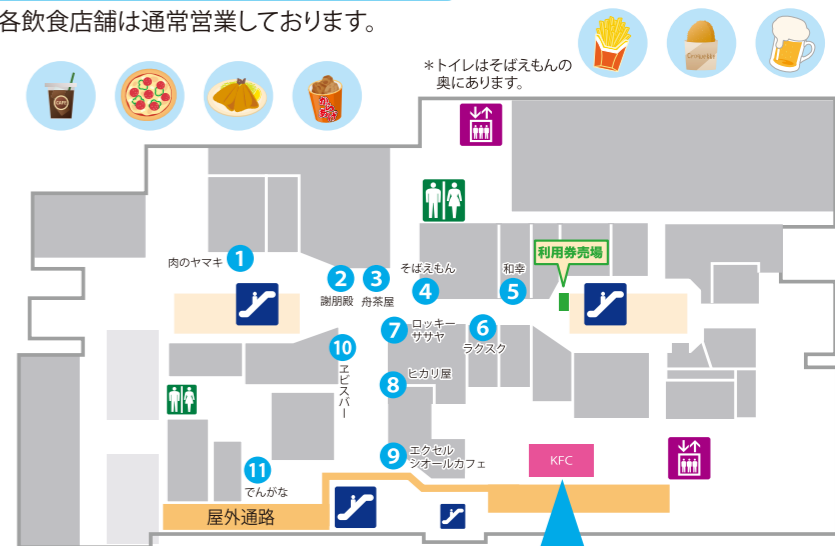 各飲食店舗は通常営業しております。
＊トイレはそばえもんの
奥にあります。
CAFE
利用券売場
肉のヤマキ
1
2
謝朋殿
3
舟茶屋
そばえもん
4
和幸
5
6
ラクスク
7
ロッキー
ササヤ
8
ヒカリ屋
9
エクセル
シオールカフェ
10
ヱビスバー
11
でんがな
KFC
屋外通路